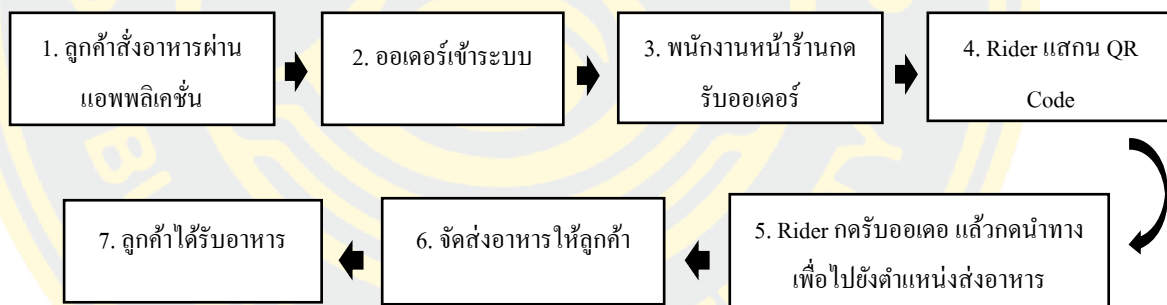 1. ลูกค้าสั่งอาหารผ่าน
แอพพลิเคชั่น
2. ออเดอร์เข้าระบบ
3. พนักงานหน้าร้านกด
รับออเดอร์
4. Rider แสกน QR
Code
5. Rider กดรับออเดอ แล้วกดนำทาง
เพื่อไปยังตำแหน่งส่งอาหาร
6. จัดส่งอาหารให้ลูกค้า
7. ลูกค้าได้รับอาหาร